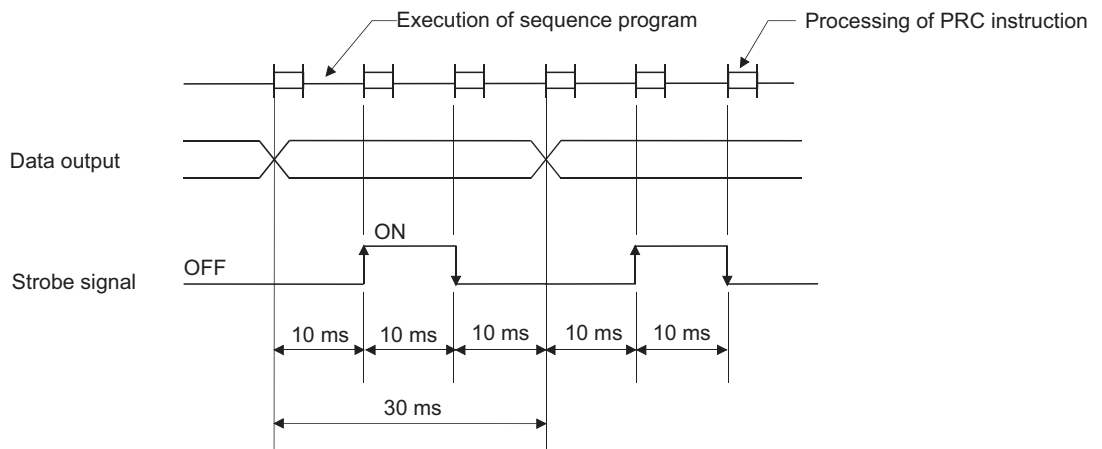 Execution of sequence program
Processing of PRC instruction
Data output
ON
OFF
Strobe signal
10 ms 10 ms 10 ms 10 ms 10 ms
30 ms